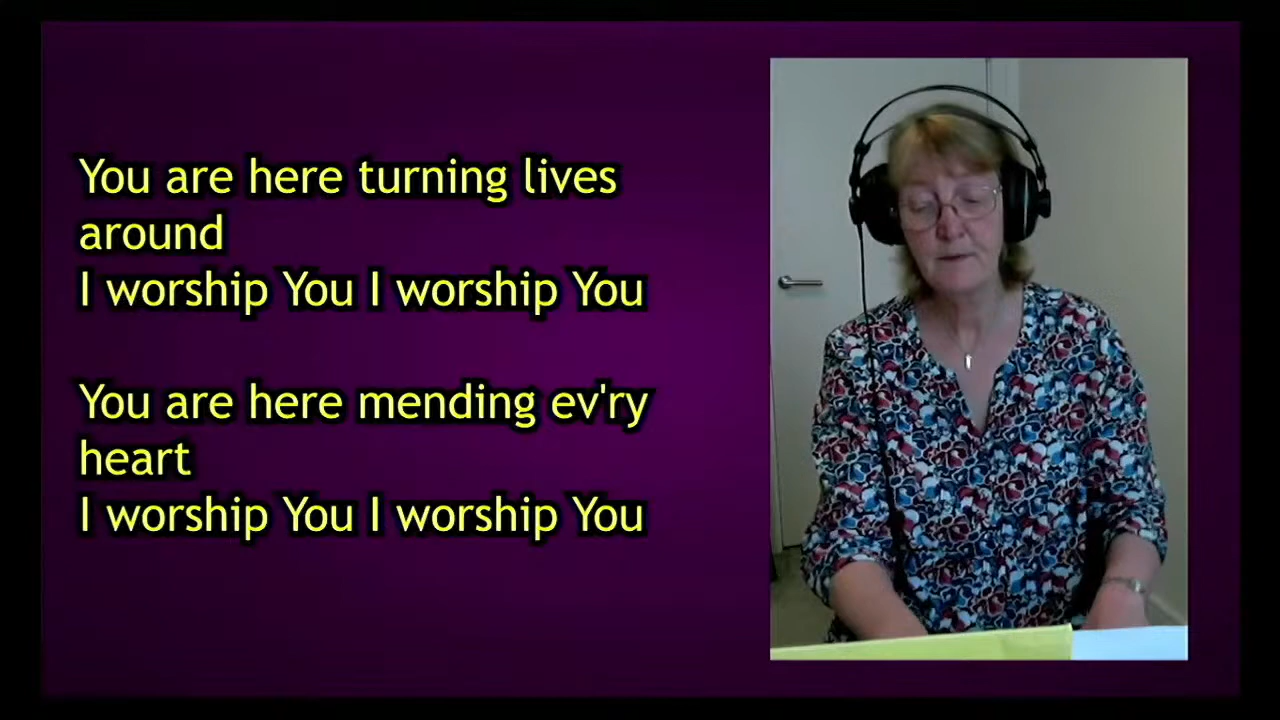 You are here turning lives
around
I worship You I worship You
You are here mending ev'ry
heart
I worship You I worship You